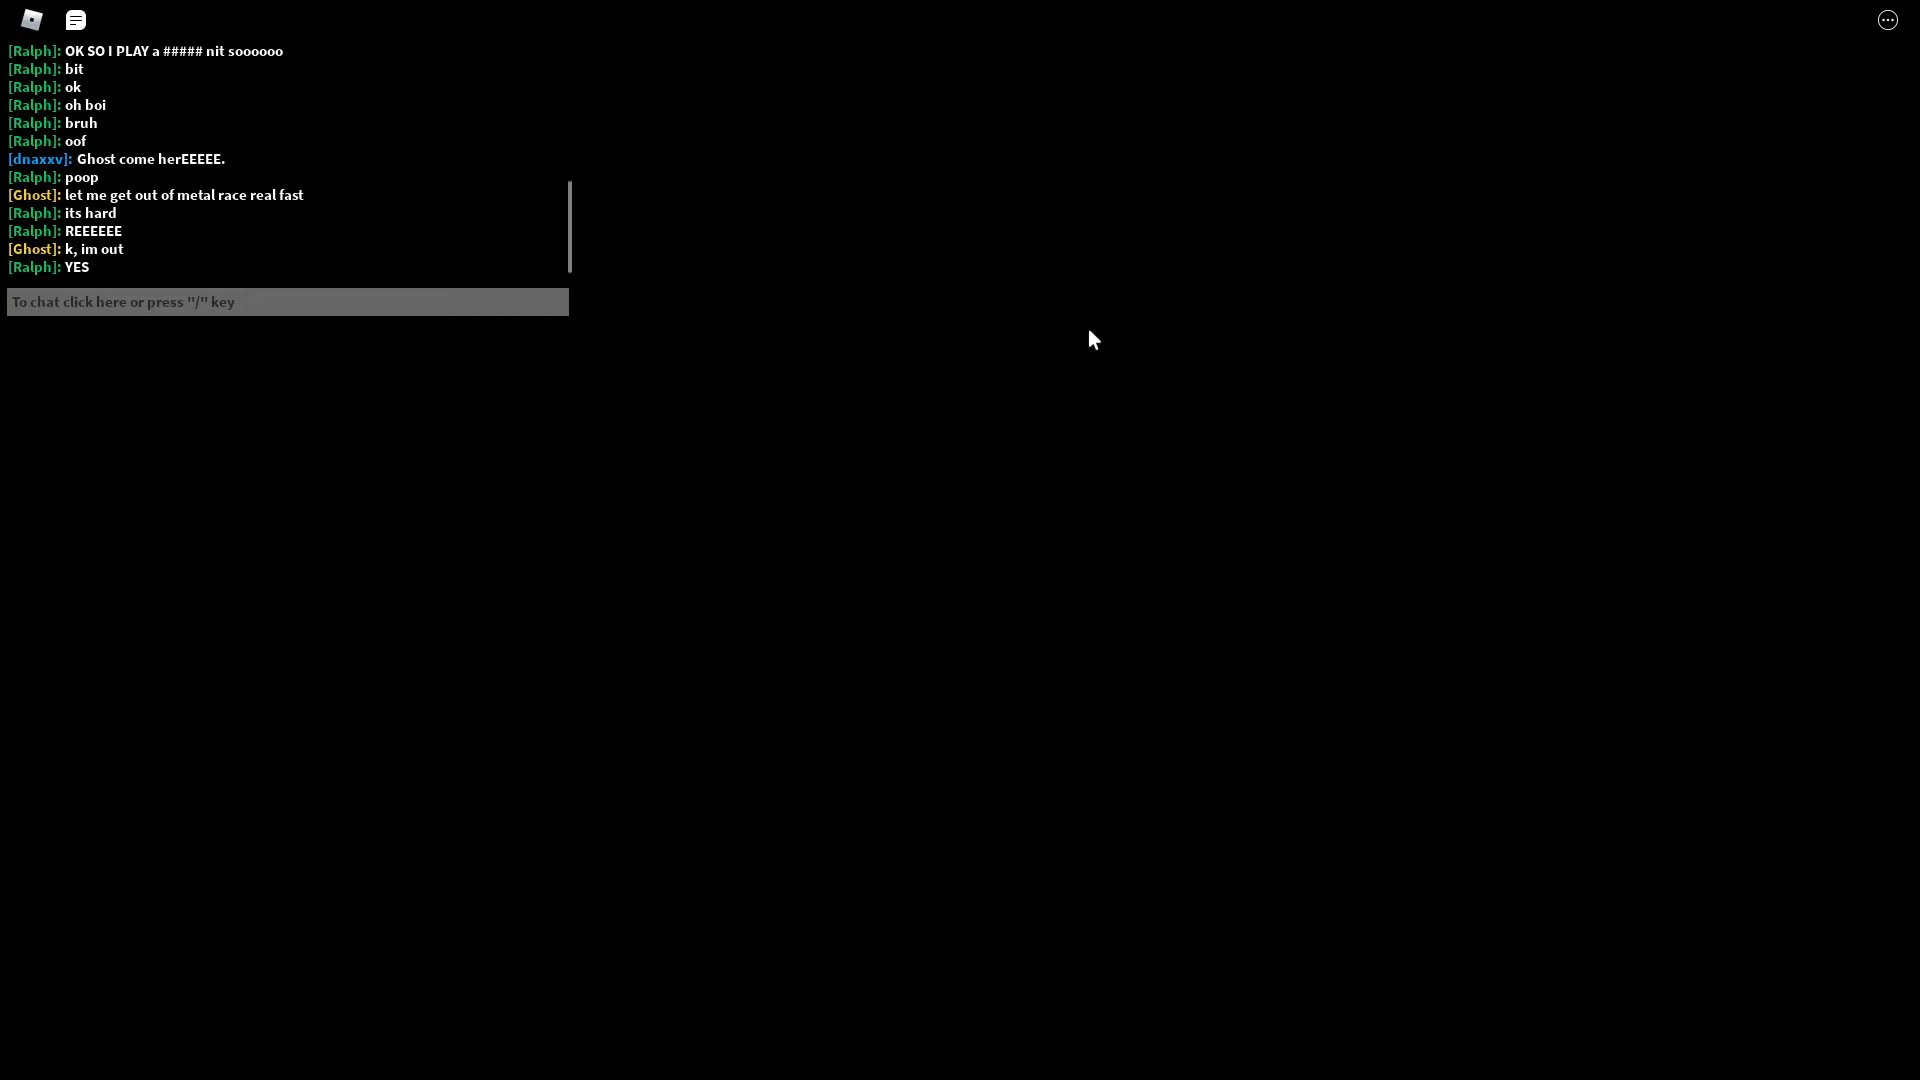 [Ralph]: OK SO I PLAY a ##### nit soooooo
[Ralph]: bit
[Ralph]: ok
[Ralph]: oh boi
[Ralph]: bruh
[Ralph]: oof
[dnaxxv]: Ghost come herEEEEE.
[Ralph]: poop
[Ghost]: let me get out of metal race real fast
[Ralph]: its hard
[Ralph]: REEEEEE
[Ghost]: k, im out
[Ralph]: YES
To chat click here or press "/" key